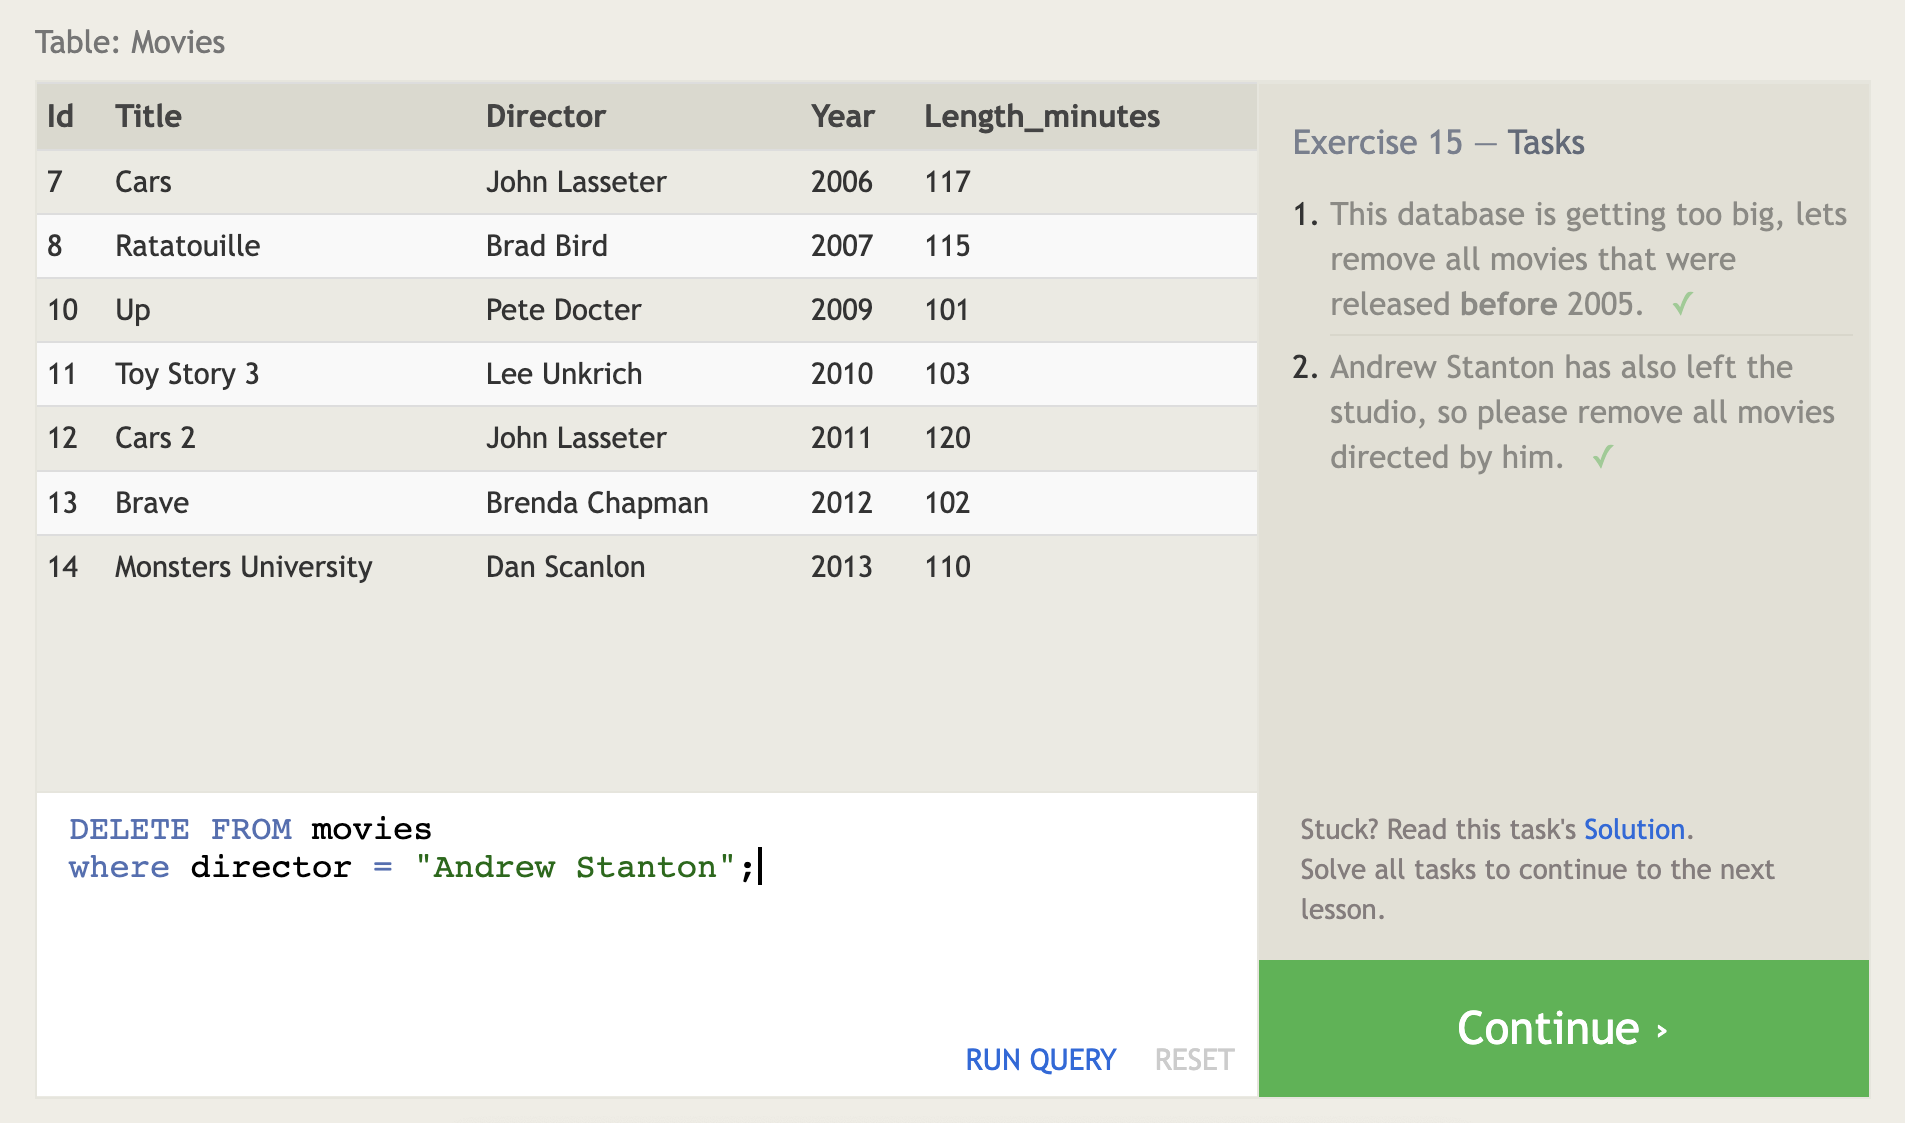 Table: Movies
Id Title Director Year Length_minutes
7 Cars John Lasseter 2006 117
8 Ratatouille Brad Bird 2007 115
10 Up Pete Docter 2009 101
11 Toy Story 3 Lee Unkrich 2010 103
12 Cars 2 John Lasseter 2011 120
13 Brave Brenda Chapman 2012 102
14 Monsters University Dan Scanlon 2013 110
DELETE FROM movies
where director = "Andrew Stanton";
RUN QUERY RESET
Exercise 15 — Tasks
1. This database is getting too big, lets
remove all movies that were
released before 2005. ✓
2. Andrew Stanton has also left the
studio, so please remove all movies
directed by him. ✓
Stuck? Read this task's Solution.
Solve all tasks to continue to the next
lesson.
Continue ›